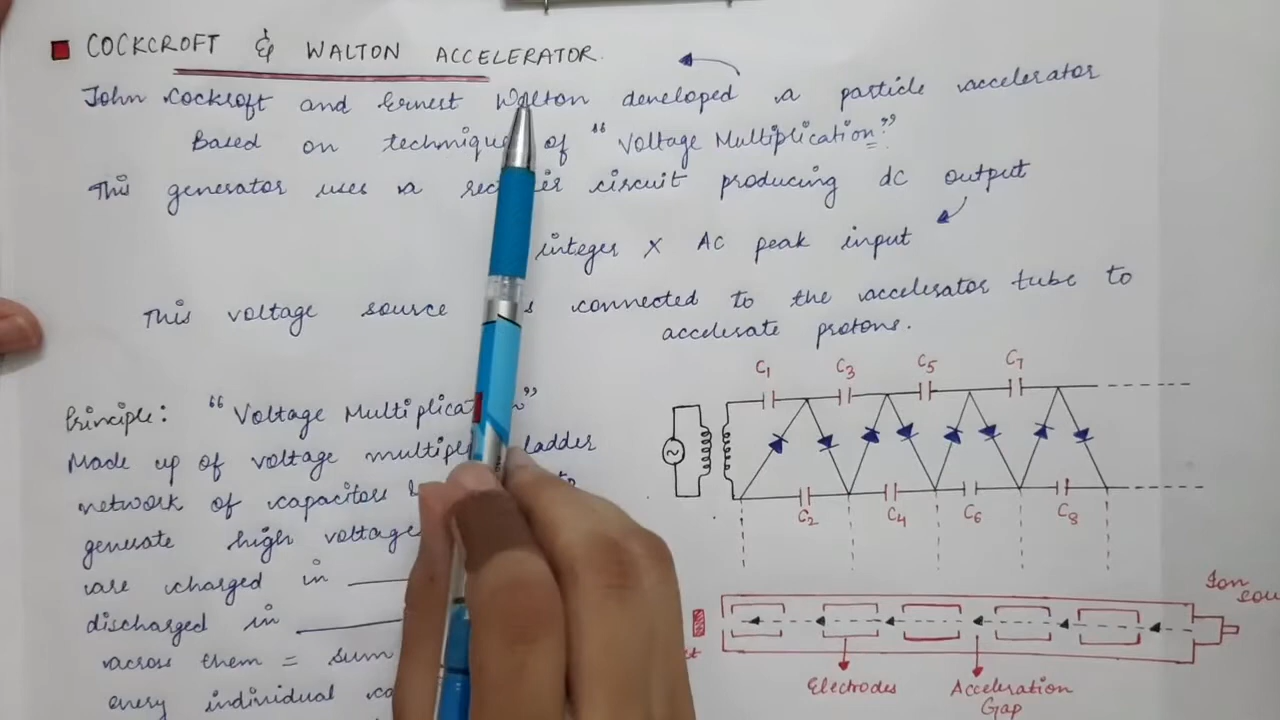 COCKCROFT & WALTON ACCELERATOR.
John Cockroft and Ernest Walton developed a particle accelerator
Based on technique of "Voltage Multiplication."
This generator uses a circuit producing dc output
integer X AC peak input
This voltage source connected to the accelerator tube to
accelerate protons.
Principle: "Voltage
Made up of voltage ladder
network of capacitors
generate high voltage
are charged in
discharged in
across them = sum
every individual
C1 C3 C5 C7
C2 C4 C6 C8
Ion
Electrodes Acceleration
Gap